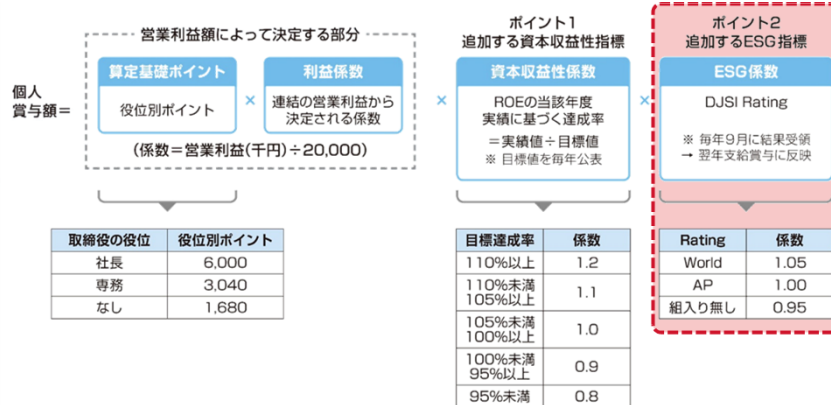 営業利益額によって決定する部分
ポイント1
追加する資本収益性指標
ポイント2
追加するESG指標
個人
賞与額＝
算定基礎ポイント
役位別ポイント
×
利益係数
連結の営業利益から
決定される係数
（係数＝営業利益(千円)÷20,000）
×
資本収益性係数
ROEの当該年度
実績に基づく達成率
＝実績値÷目標値
※ 目標値を毎年公表
×
ESG係数
DJSI Rating
※ 毎年9月に結果受領
→ 翌年支給賞与に反映
取締役の役位 役位別ポイント
社長 6,000
専務 3,040
なし 1,680
目標達成率 係数
110%以上 1.2
110%未満
105%以上 1.1
105%未満
100%以上 1.0
100%未満
95%以上 0.9
95%未満 0.8
Rating 係数
World 1.05
AP 1.00
組入り無し 0.95